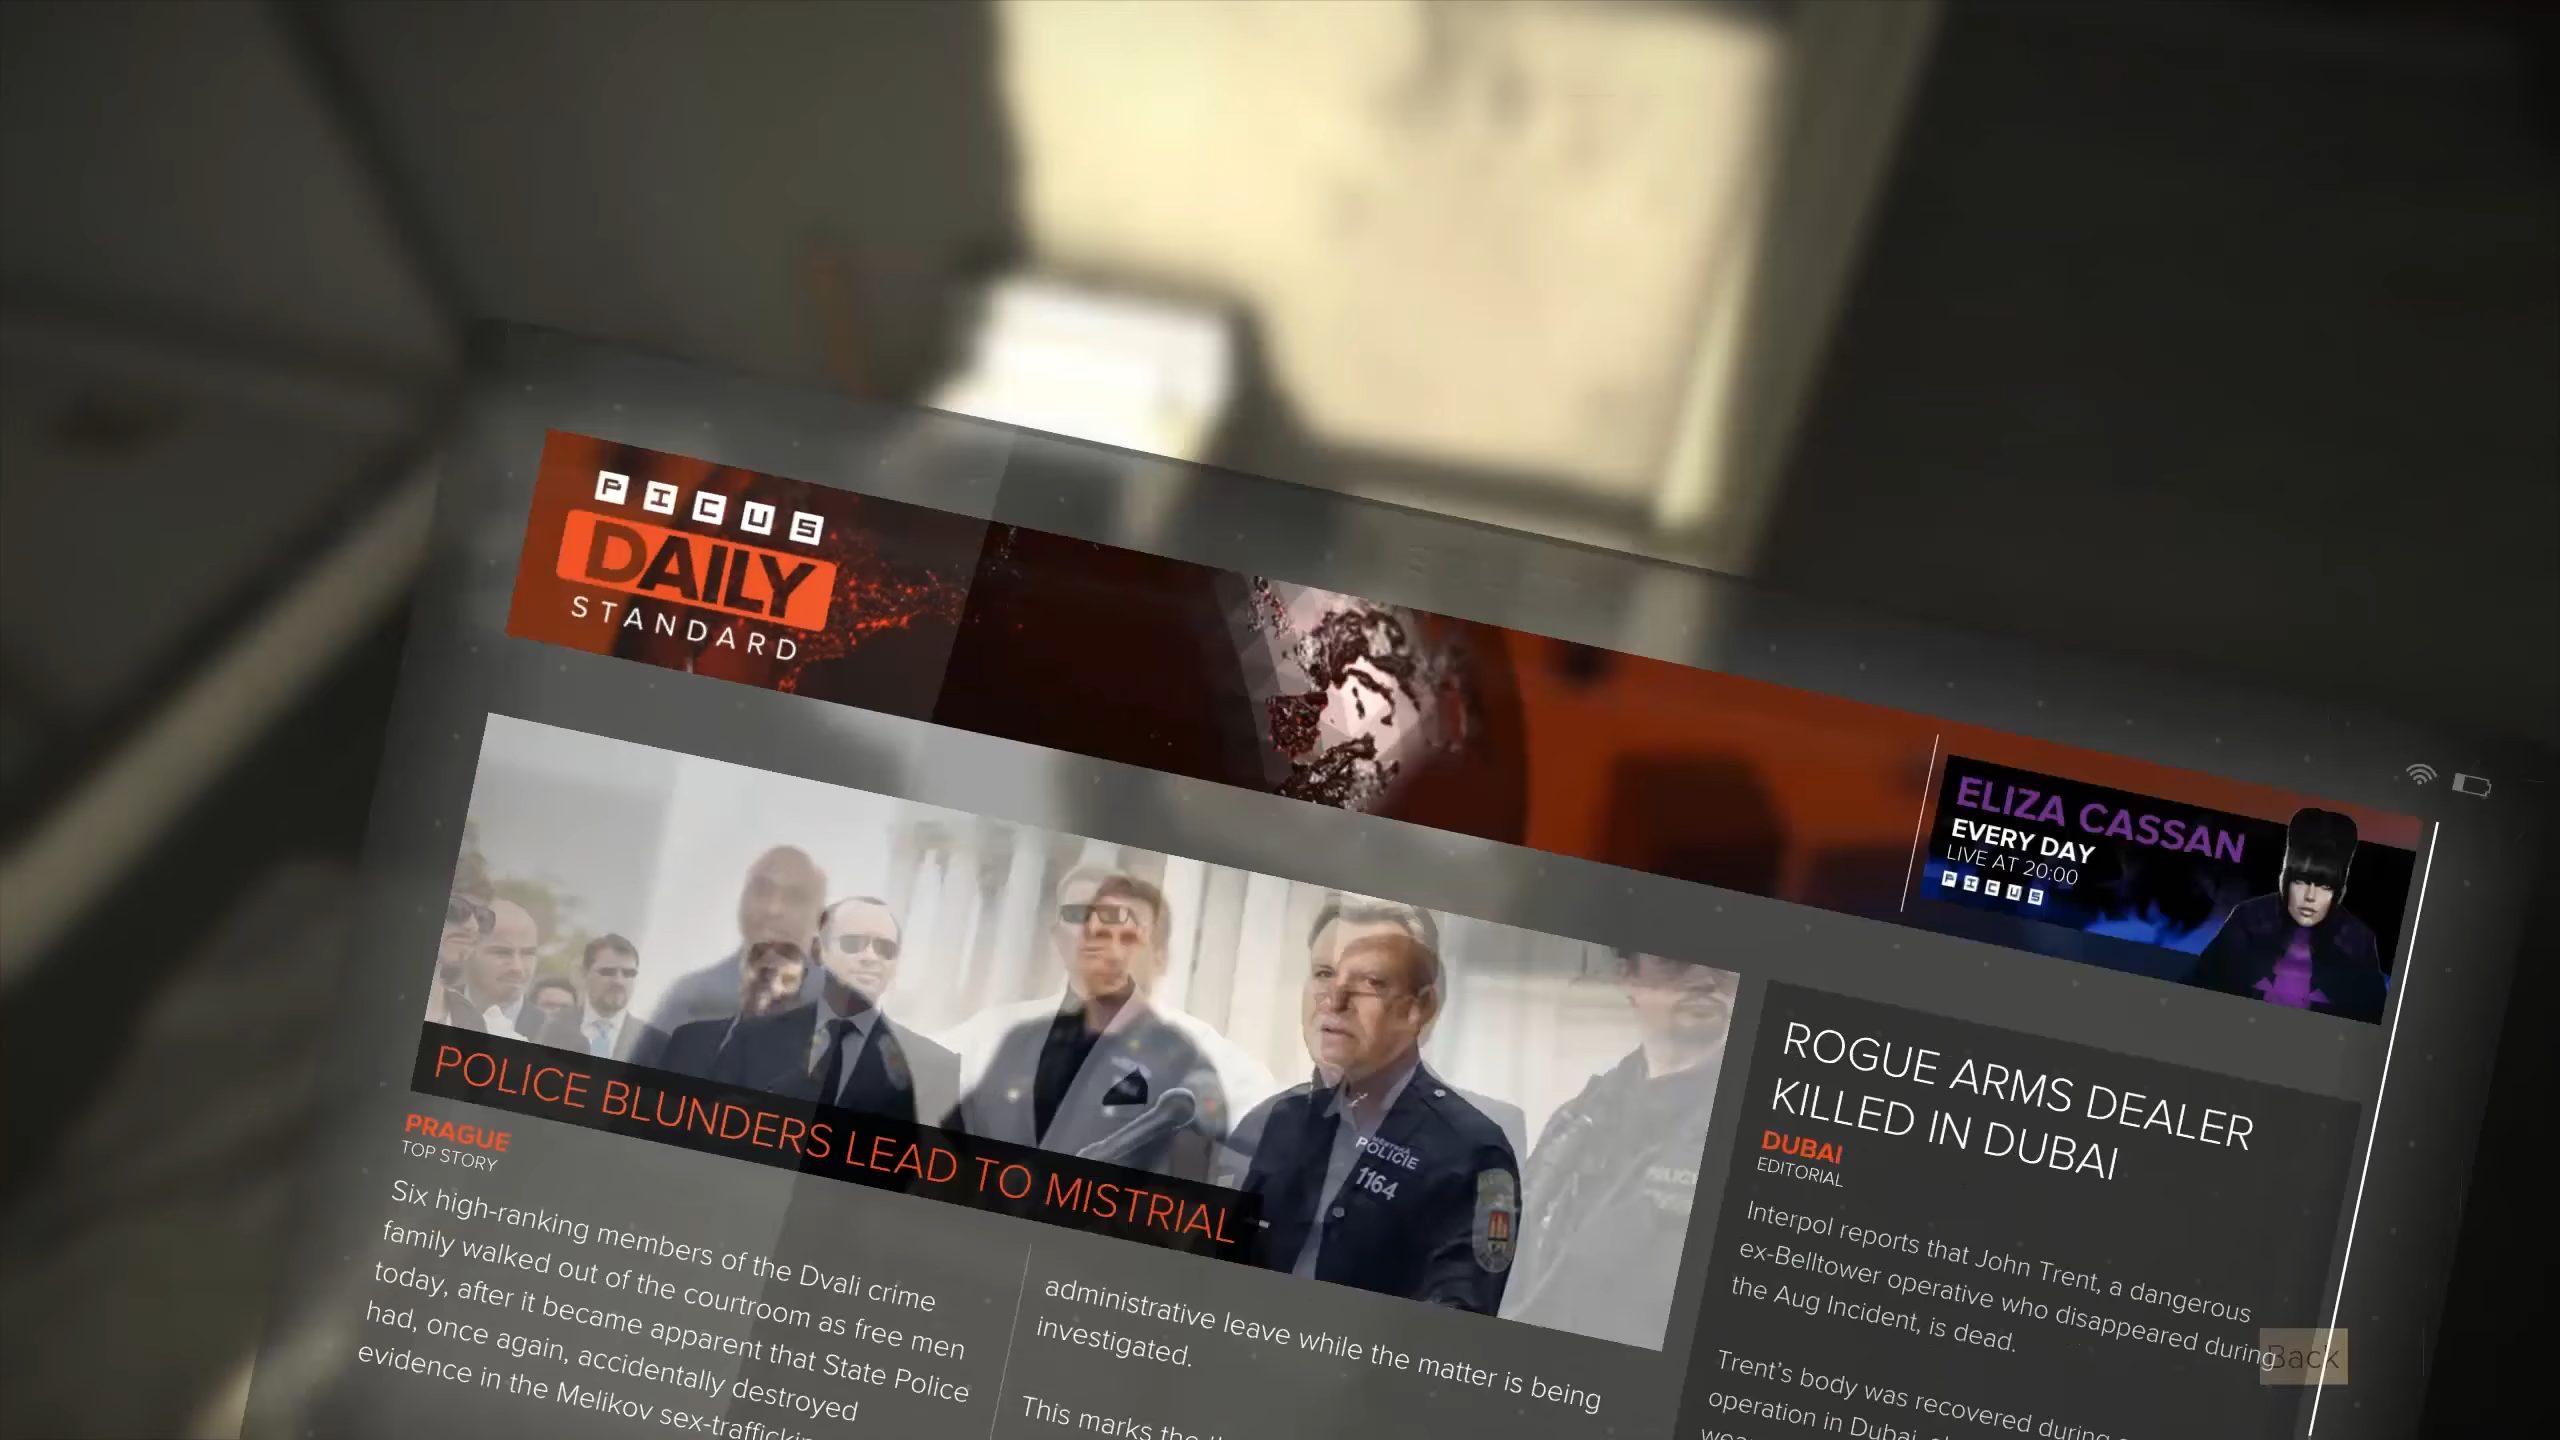 PICUS
DAILY
STANDARD
ELIZA CASSAN
EVERY DAY
LIVE AT 20:00
PICUS
POLICIE
1164
POLICE BLUNDERS LEAD TO MISTRIAL
PRAGUE
TOP STORY
Six high-ranking members of the Dvali crime
family walked out of the courtroom as free men
today, after it became apparent that State Police
had, once again, accidentally destroyed
evidence in the Melikov
administrative leave while the matter is being
investigated.
This marks the
ROGUE ARMS DEALER
KILLED IN DUBAI
DUBAI
EDITORIAL
Interpol reports that John Trent, a dangerous
ex-Belltower operative who disappeared during
the Aug Incident, is dead.
Trent's body was recovered during
operation in Dubai,
Back